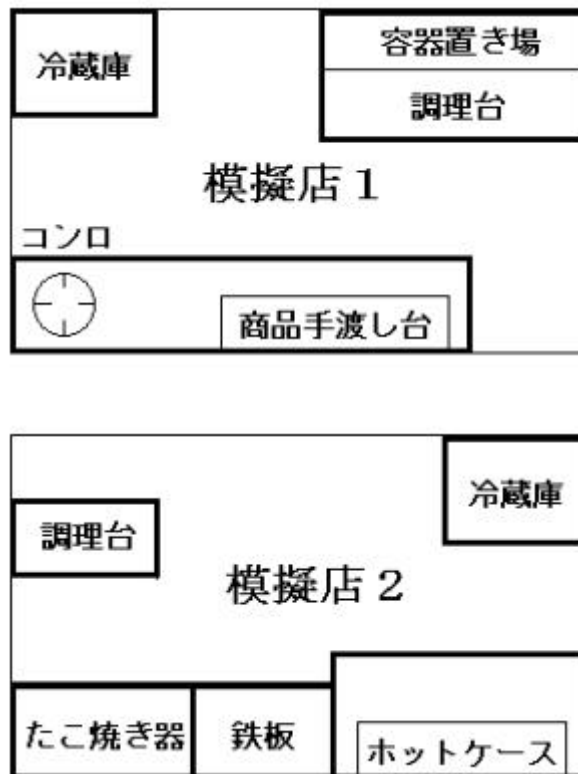 冷蔵庫
容器置き場
調理台
模擬店１
コンロ
商品手渡し台
冷蔵庫
調理台
模擬店２
たこ焼き器
鉄板
ホットケース